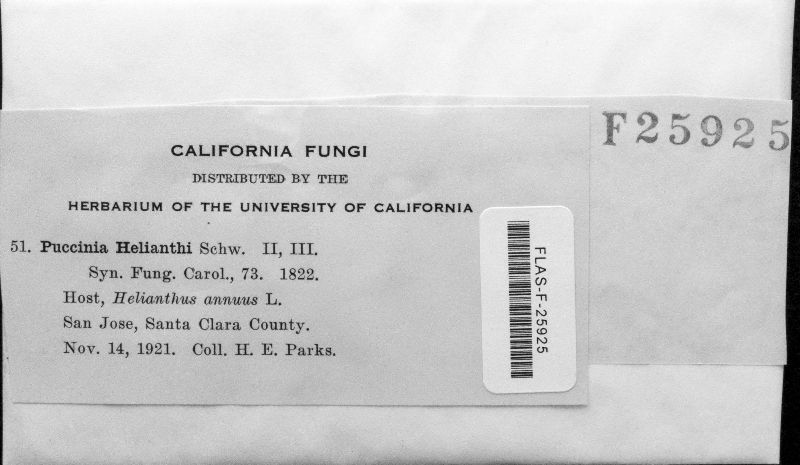 F25925
CALIFORNIA FUNGI
DISTRIBUTED BY THE
HERBARIUM OF THE UNIVERSITY OF CALIFORNIA
51. Puccinia Helianthi Schw. II, III.
Syn. Fung. Carol., 73. 1822.
Host, Helianthus annuus L.
San Jose, Santa Clara County.
Nov. 14, 1921. Coll. H. E. Parks.
FLAS-F-25925